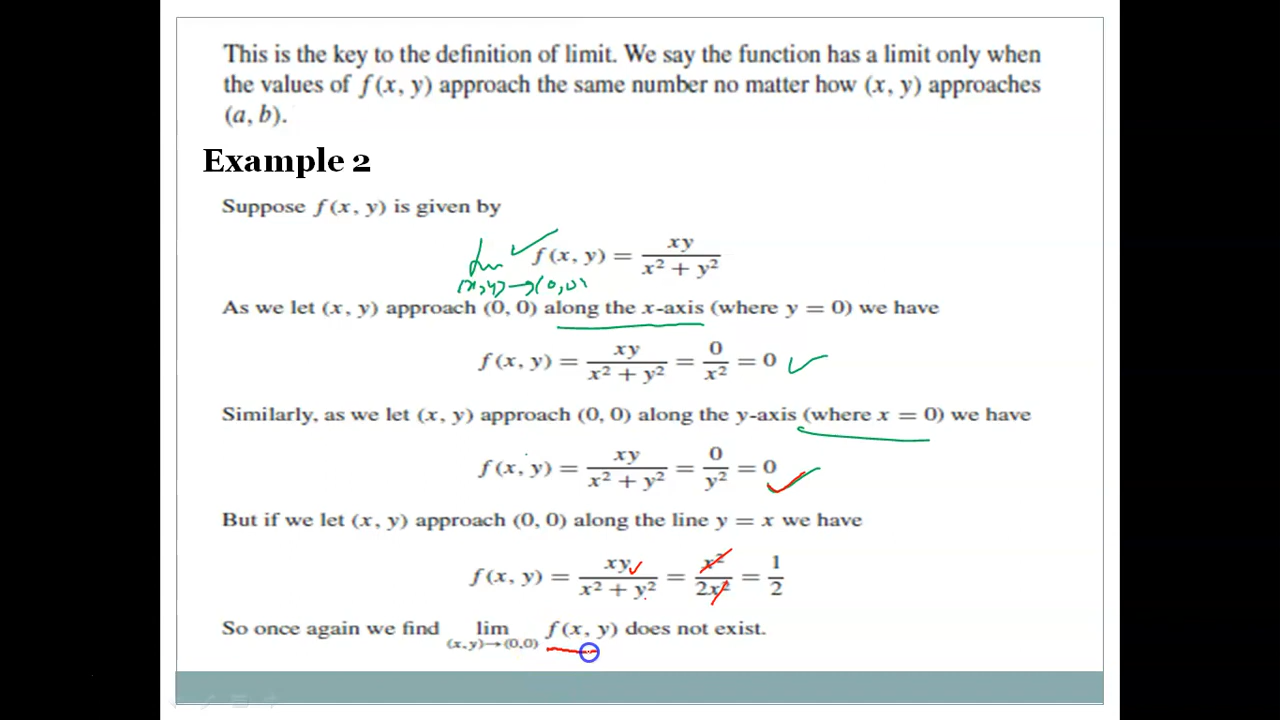 This is the key to the definition of limit. We say the function has a limit only when
the values of f(x, y) approach the same number no matter how (x, y) approaches
(a, b).
Example 2
Suppose f(x, y) is given by
lim f(x, y) = xy / x² + y²
(x,y)→(0,0)
As we let (x, y) approach (0, 0) along the x-axis (where y = 0) we have
f(x, y) = xy / x² + y² = 0 / x² = 0
Similarly, as we let (x, y) approach (0, 0) along the y-axis (where x = 0) we have
f(x, y) = xy / x² + y² = 0 / y² = 0
But if we let (x, y) approach (0, 0) along the line y = x we have
f(x, y) = xy / x² + y² = x² / 2x² = 1 / 2
So once again we find lim f(x, y) does not exist.
(x,y)→(0,0)